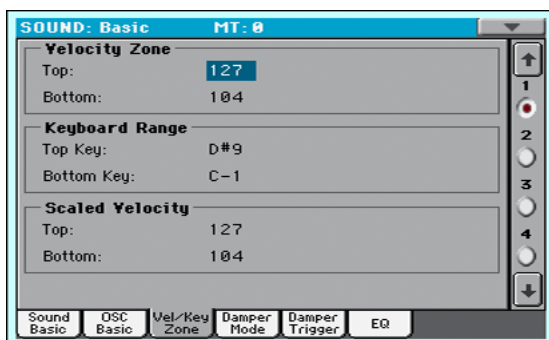 SOUND: Basic MT: 0
Velocity Zone
Top: 127
Bottom: 104
Keyboard Range
Top Key: D#9
Bottom Key: C-1
Scaled Velocity
Top: 127
Bottom: 104
1
2
3
4
Sound Basic
OSC Basic
Vel/Key Zone
Damper Mode
Damper Trigger
EQ